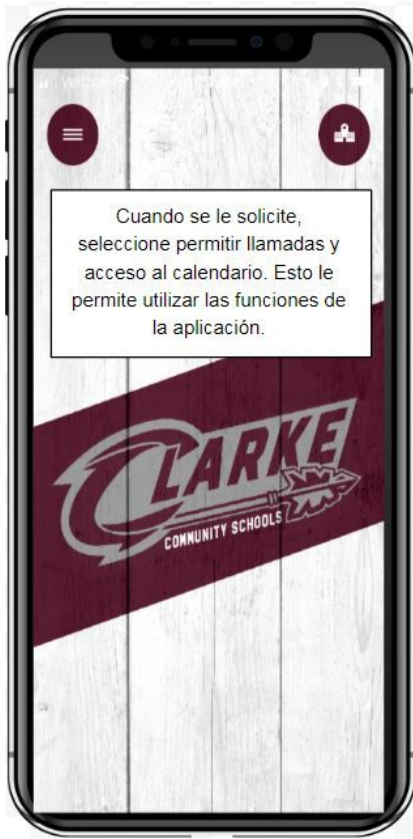 Verizon
Cuando se le solicite,
seleccione permitir llamadas y
acceso al calendario. Esto le
permite utilizar las funciones de
la aplicación.
CLARKE
COMMUNITY SCHOOLS